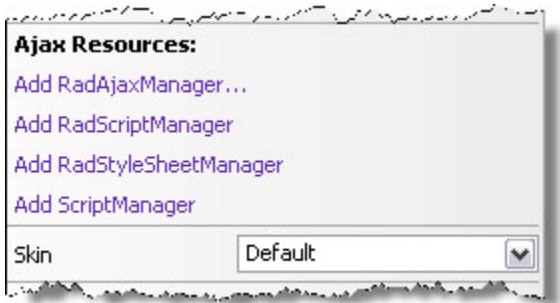 Ajax Resources:
Add RadAjaxManager...
Add RadScriptManager
Add RadStyleSheetManager
Add ScriptManager
Skin Default